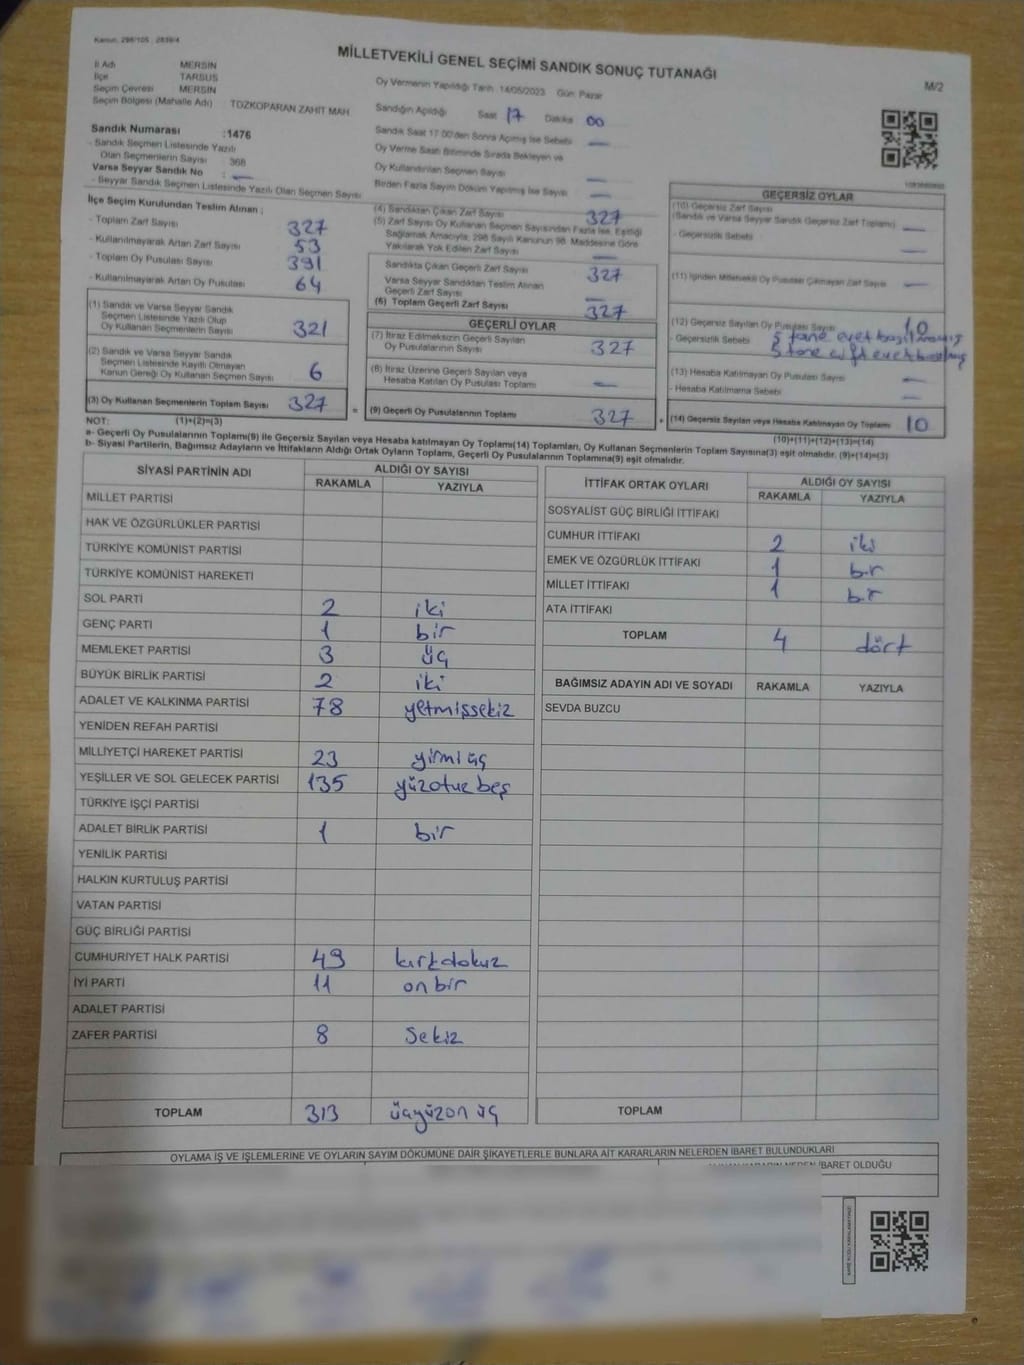 Kanun: 298/105 : 2839/4
MİLLETVEKİLİ GENEL SEÇİMİ SANDIK SONUÇ TUTANAĞI
M/2
İl Adı MERSİN
İlçe TARSUS
Seçim Çevresi MERSİN
Seçim Bölgesi (Mahalle Adı) TOZKOPARAN ZAHİT MAH
Sandık Numarası :1476
- Sandık Seçmen Listesinde Yazılı
Olan Seçmenlerin Sayısı : 368
Varsa Seyyar Sandık No : —
- Seyyar Sandık Seçmen Listesinde Yazılı Olan Seçmen Sayısı
Oy Vermenin Yapıldığı Tarih: 14/05/2023 Gün: Pazar
Sandığın Açıldığı Saat 17 Dakika 00
Sandık Saat 17.00'den Sonra Açılmış İse Sebebi —
Oy Verme Saati Bitiminde Sırada Bekleyen ve
Oy Kullandırılan Seçmen Sayısı —
Birden Fazla Sayım Döküm Yapılmış İse Sayısı —
İlçe Seçim Kurulundan Teslim Alınan :
- Toplam Zarf Sayısı 327
- Kullanılmayarak Artan Zarf Sayısı 53
- Toplam Oy Pusulası Sayısı 391
- Kullanılmayarak Artan Oy Pusulası 64
(1) Sandık ve Varsa Seyyar Sandık
Seçmen Listesinde Yazılı Olup
Oy Kullanan Seçmenlerin Sayısı 321
(2) Sandık ve Varsa Seyyar Sandık
Seçmen Listesinde Kayıtlı Olmayan
Kanun Gereği Oy Kullanan Seçmen Sayısı 6
(3) Oy Kullanan Seçmenlerin Toplam Sayısı 327 =
(4) Sandıktan Çıkan Zarf Sayısı 327
(5) Zarf Sayısı Oy Kullanan Seçmen Sayısından Fazla İse, Eşitliği
Sağlamak Amacıyla, 298 Sayılı Kanunun 98. Maddesine Göre
Yakılarak Yok Edilen Zarf Sayısı —
Sandıkta Çıkan Geçerli Zarf Sayısı 327
Varsa Seyyar Sandıktan Teslim Alınan
Geçerli Zarf Sayısı —
(6) Toplam Geçerli Zarf Sayısı 327
GEÇERLİ OYLAR
(7) İtiraz Edilmeksizin Geçerli Sayılan
Oy Pusulalarının Sayısı 327
(8) İtiraz Üzerine Geçerli Sayılan veya
Hesaba Katılan Oy Pusulası Toplamı —
(9) Geçerli Oy Pusulalarının Toplamı 327 +
GEÇERSİZ OYLAR
(10) Geçersiz Zarf Sayısı
(Sandık ve Varsa Seyyar Sandık Geçersiz Zarf Toplamı) —
- Geçersizlik Sebebi —
(11) İçinden Milletvekili Oy Pusulası Çıkmayan Zarf Sayısı —
(12) Geçersiz Sayılan Oy Pusulası Sayısı 10
- Geçersizlik Sebebi 5 tane evet
5 tane çift evet
(13) Hesaba Katılmayan Oy Pusulası Sayısı —
- Hesaba Katılmama Sebebi —
(14) Geçersiz Sayılan veya Hesaba Katılmayan Oy Toplamı 10
NOT: (1)+(2)=(3) (10)+(11)+(12)+(13)=(14)
a- Geçerli Oy Pusulalarının Toplamı(9) ile Geçersiz Sayılan veya Hesaba katılmayan Oy Toplamı(14) Toplamları, Oy Kullanan Seçmenlerin Toplam Sayısına(3) eşit olmalıdır. (9)+(14)=(3)
b- Siyasi Partilerin, Bağımsız Adayların ve İttifakların Aldığı Ortak Oyların Toplamı, Geçerli Oy Pusulalarının Toplamına(9) eşit olmalıdır.
SİYASİ PARTİNİN ADI ALDIĞI OY SAYISI
RAKAMLA YAZIYLA
MİLLET PARTİSİ
HAK VE ÖZGÜRLÜKLER PARTİSİ
TÜRKİYE KOMÜNİST PARTİSİ
TÜRKİYE KOMÜNİST HAREKETİ
SOL PARTİ 2 iki
GENÇ PARTİ 1 bir
MEMLEKET PARTİSİ 3 üç
BÜYÜK BİRLİK PARTİSİ 2 iki
ADALET VE KALKINMA PARTİSİ 78 yetmişsekiz
YENİDEN REFAH PARTİSİ
MİLLİYETÇİ HAREKET PARTİSİ 23 yirmi üç
YEŞİLLER VE SOL GELECEK PARTİSİ 135 yüzotuz beş
TÜRKİYE İŞÇİ PARTİSİ
ADALET BİRLİK PARTİSİ 1 bir
YENİLİK PARTİSİ
HALKIN KURTULUŞ PARTİSİ
VATAN PARTİSİ
GÜÇ BİRLİĞİ PARTİSİ
CUMHURİYET HALK PARTİSİ 49 kırkdokuz
İYİ PARTİ 11 on bir
ADALET PARTİSİ
ZAFER PARTİSİ 8 Sekiz
TOPLAM 313 üçyüzon üç
İTTİFAK ORTAK OYLARI ALDIĞI OY SAYISI
RAKAMLA YAZIYLA
SOSYALİST GÜÇ BİRLİĞİ İTTİFAKI
CUMHUR İTTİFAKI 2 iki
EMEK VE ÖZGÜRLÜK İTTİFAKI 1 bir
MİLLET İTTİFAKI 1 bir
ATA İTTİFAKI
TOPLAM 4 dört
BAĞIMSIZ ADAYIN ADI VE SOYADI RAKAMLA YAZIYLA
SEVDA BUZCU
TOPLAM
OYLAMA İŞ VE İŞLEMLERİNE VE OYLARIN SAYIM DÖKÜMÜNE DAİR ŞİKAYETLERLE BUNLARA AİT KARARLARIN NELERDEN İBARET BULUNDUKLARI
İBARET OLDUĞU